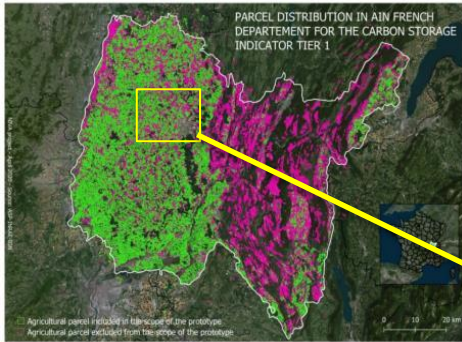 PARCEL DISTRIBUTION IN AIN FRENCH
DEPARTEMENT FOR THE CARBON STORAGE
INDICATOR TIER 1
Agricultural parcel included in the scope of the prototype
Agricultural parcel excluded from the scope of the prototype
0 10 20 km